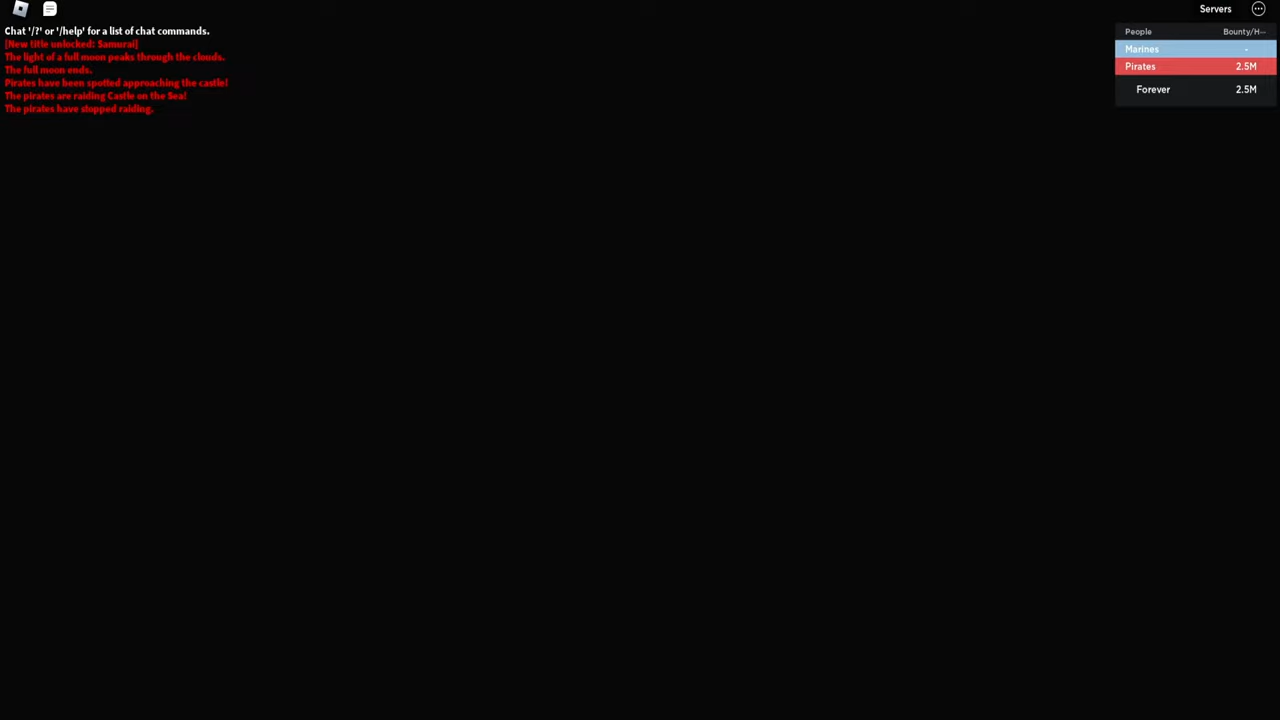 Servers
Chat '/?' or '/help' for a list of chat commands.
[New title unlocked: Samurai]
The light of a full moon peaks through the clouds.
The full moon ends.
Pirates have been spotted approaching the castle!
The pirates are raiding Castle on the Sea!
The pirates have stopped raiding.
People Bounty/H--
Marines -
Pirates 2.5M
Forever 2.5M